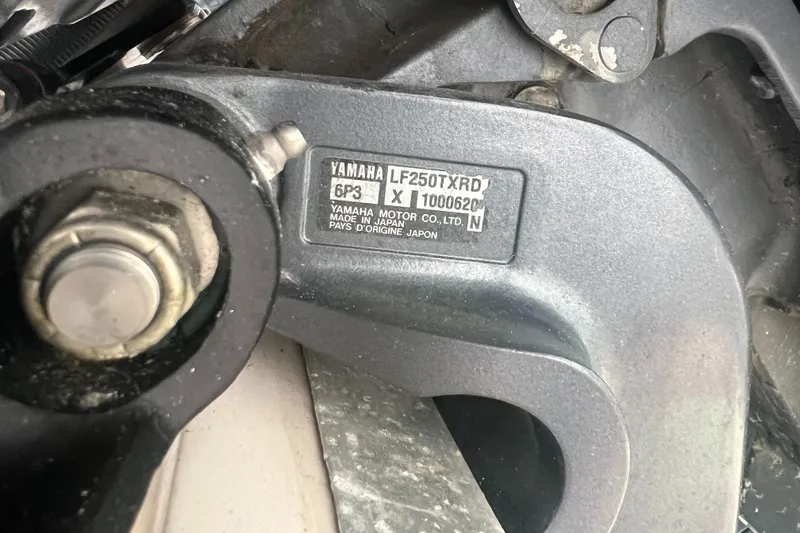 YAMAHA LF250TXRD
6P3 X 1000620 N
YAMAHA MOTOR CO., LTD.
MADE IN JAPAN
PAYS D'ORIGINE JAPON